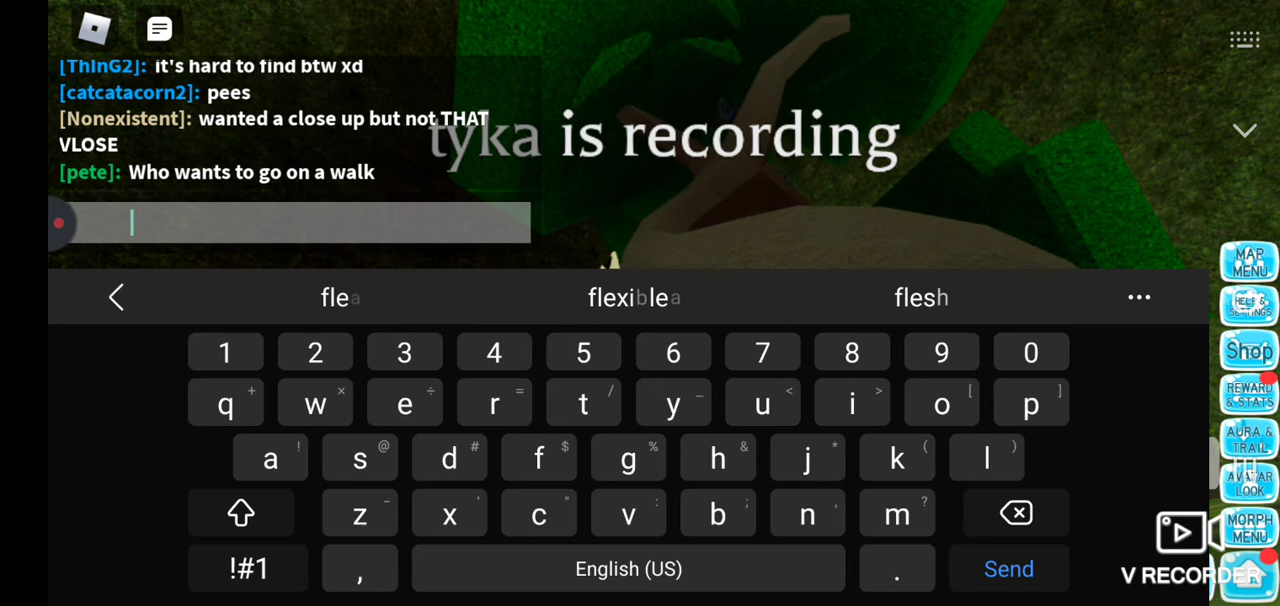 [ThInG2]: it's hard to find btw xd
[catcatacorn2]: pees
[Nonexistent]: wanted a close up but not THAT
VLOSE
[pete]: Who wants to go on a walk
tyka is recording
MAP
MENU
HELP &
SETTINGS
Shop
REWARD
& STATS
AURA &
TRAIL
AVATAR
LOOK
MORPH
MENU
flea
flexiblea
flesh
1 2 3 4 5 6 7 8 9 0
q + w × e ÷ r = t / y _ u < i > o [ p ]
a ! s @ d # f $ g % h & j * k ( l )
z - x ' c " v : b ; n , m ?
!#1 , English (US) . Send
V RECORDER